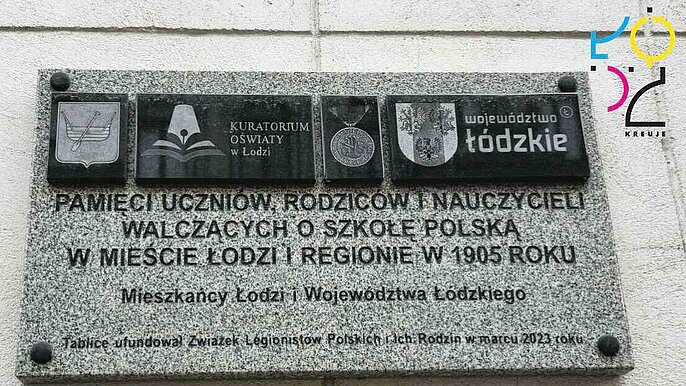 KURATORIUM
OŚWIATY
w Łodzi
województwo
łódzkie
©
PAMIĘCI UCZNIÓW, RODZICÓW I NAUCZYCIELI
WALCZĄCYCH O SZKOŁĘ POLSKĄ
W MIEŚCIE ŁODZI I REGIONIE W 1905 ROKU
Mieszkańcy Łodzi i Województwa Łódzkiego
Tablicę ufundował Związek Legionistów Polskich i Ich Rodzin w marcu 2023 roku
ŁÓDŹ
KREUJE